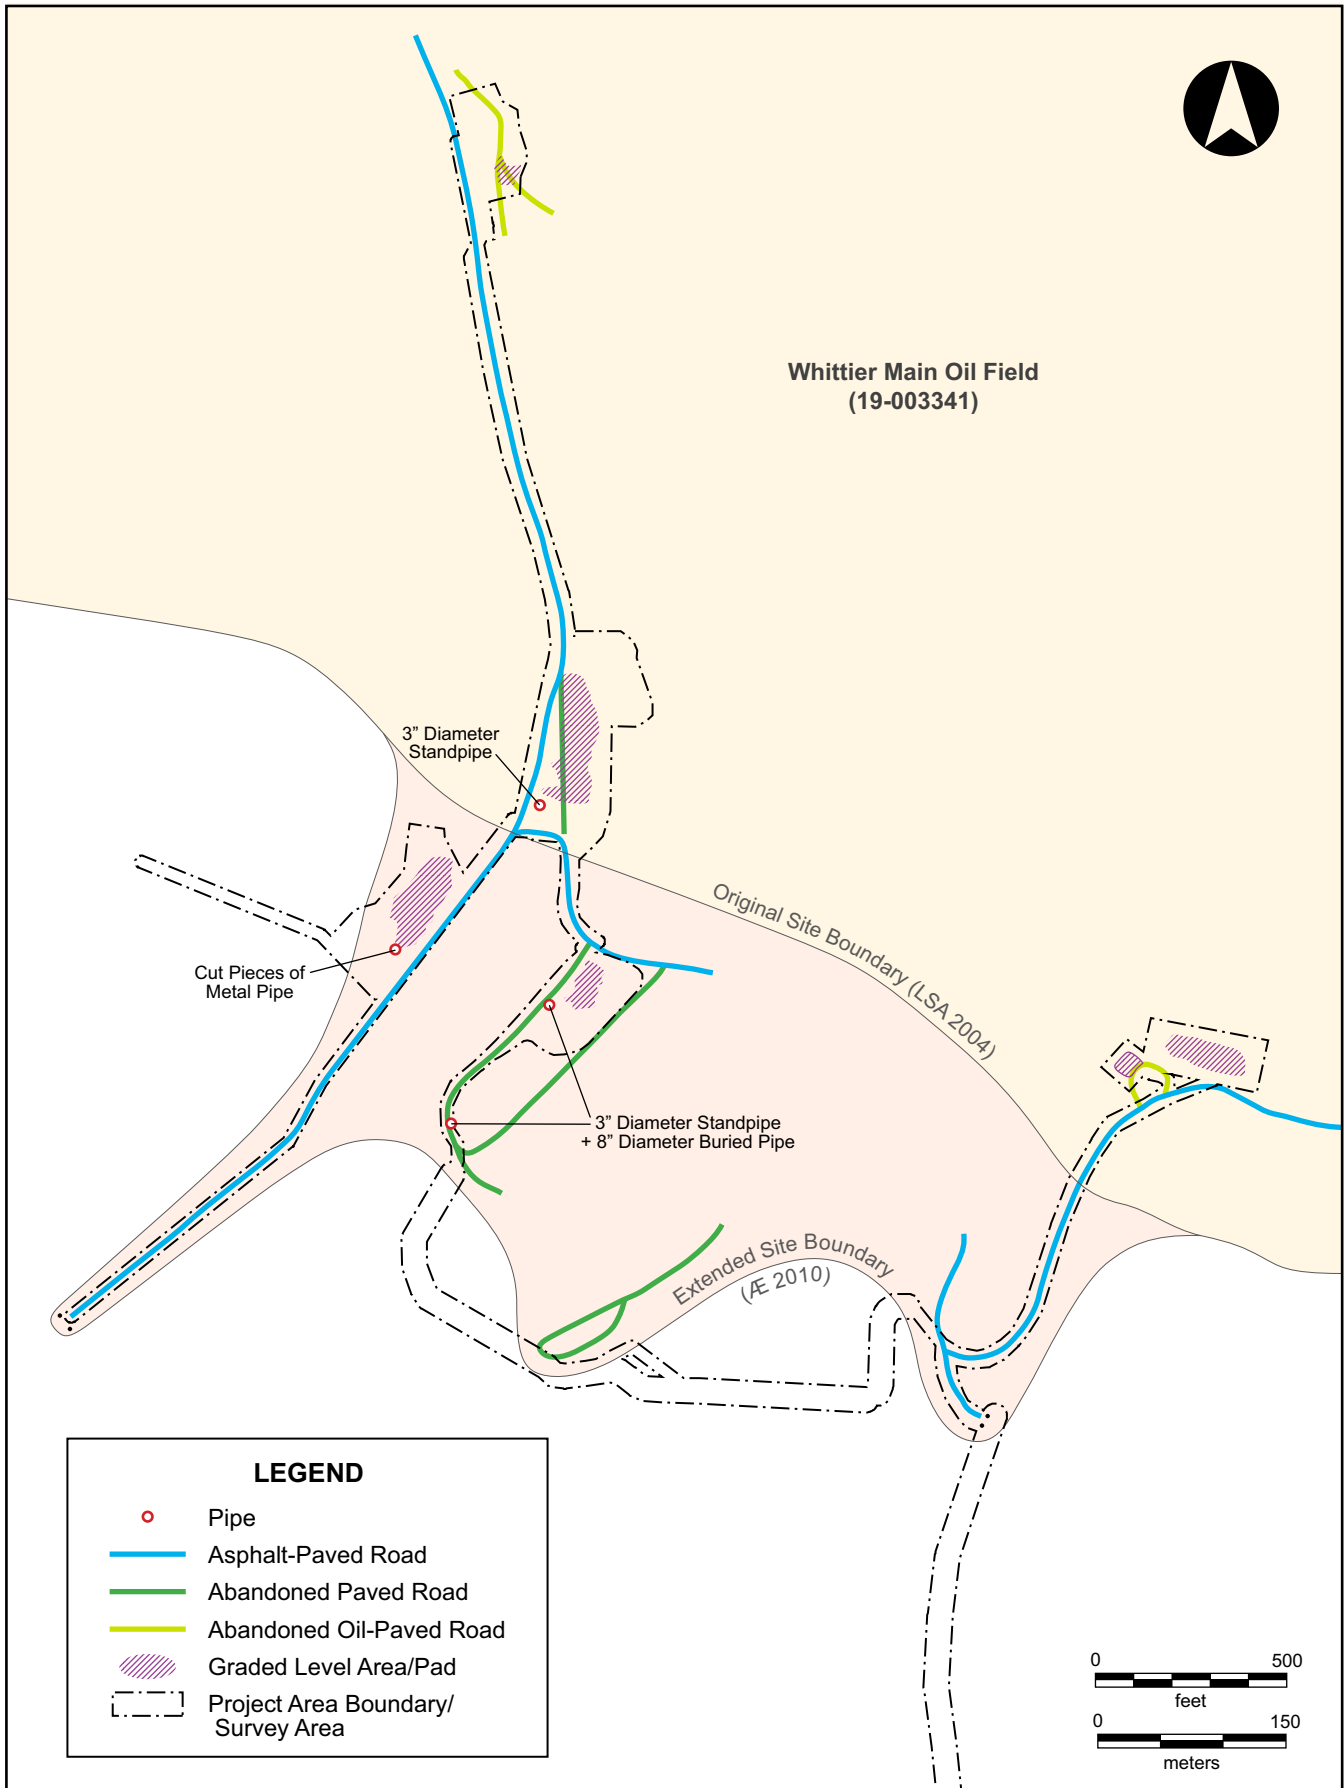 Whittier Main Oil Field
(19-003341)
3” Diameter
Standpipe
Original Site Boundary (LSA 2004)
Cut Pieces of
Metal Pipe
3” Diameter Standpipe
+ 8” Diameter Buried Pipe
Extended Site Boundary
(Æ 2010)
LEGEND
Pipe
Asphalt-Paved Road
Abandoned Paved Road
Abandoned Oil-Paved Road
Graded Level Area/Pad
Project Area Boundary/
Survey Area
0 500
feet
0 150
meters